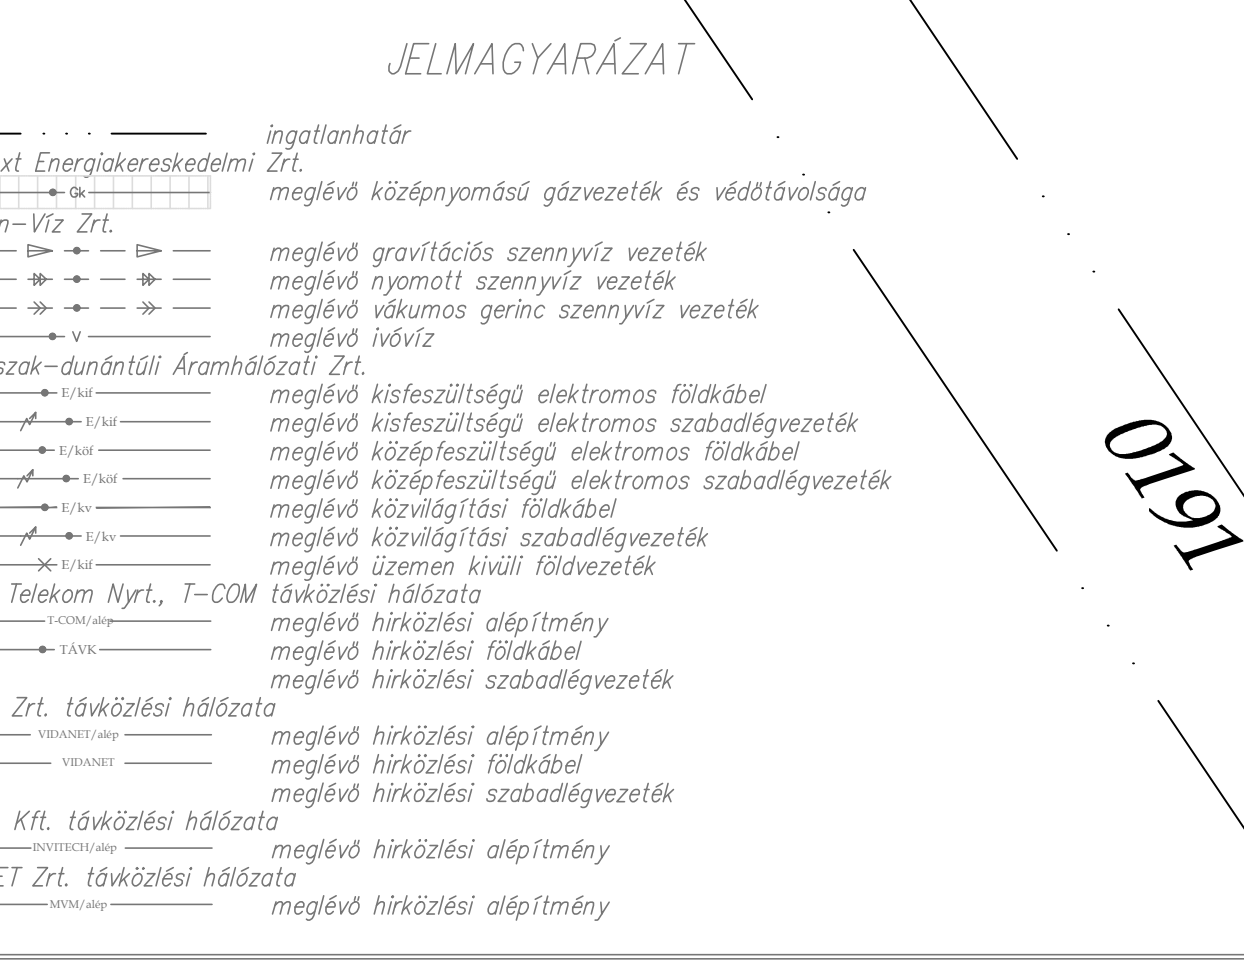 JELMAGYARÁZAT
ingatlanhatár
xt Energiakereskedelmi Zrt.
Gk meglévő középnyomású gázvezeték és védőtávolsága
n-Víz Zrt.
meglévő gravítációs szennyvíz vezeték
meglévő nyomott szennyvíz vezeték
meglévő vákumos gerinc szennyvíz vezeték
V meglévő ivóvíz
szak-dunántúli Áramhálózati Zrt.
E/kif meglévő kisfeszültségű elektromos földkábel
E/kif meglévő kisfeszültségű elektromos szabadlégvezeték
E/köf meglévő középfeszültségű elektromos földkábel
E/köf meglévő középfeszültségű elektromos szabadlégvezeték
E/kv meglévő közvilágítási földkábel
E/kv meglévő közvilágítási szabadlégvezeték
E/kif meglévő üzemen kivüli földvezeték
Telekom Nyrt., T-COM távközlési hálózata
T-COM/alép meglévő hirközlési alépítmény
TÁVK meglévő hirközlési földkábel
meglévő hirközlési szabadlégvezeték
Zrt. távközlési hálózata
VIDANET/alép meglévő hirközlési alépítmény
VIDANET meglévő hirközlési földkábel
meglévő hirközlési szabadlégvezeték
Kft. távközlési hálózata
INVITECH/alép meglévő hirközlési alépítmény
ET Zrt. távközlési hálózata
MVM/alép meglévő hirközlési alépítmény
0191